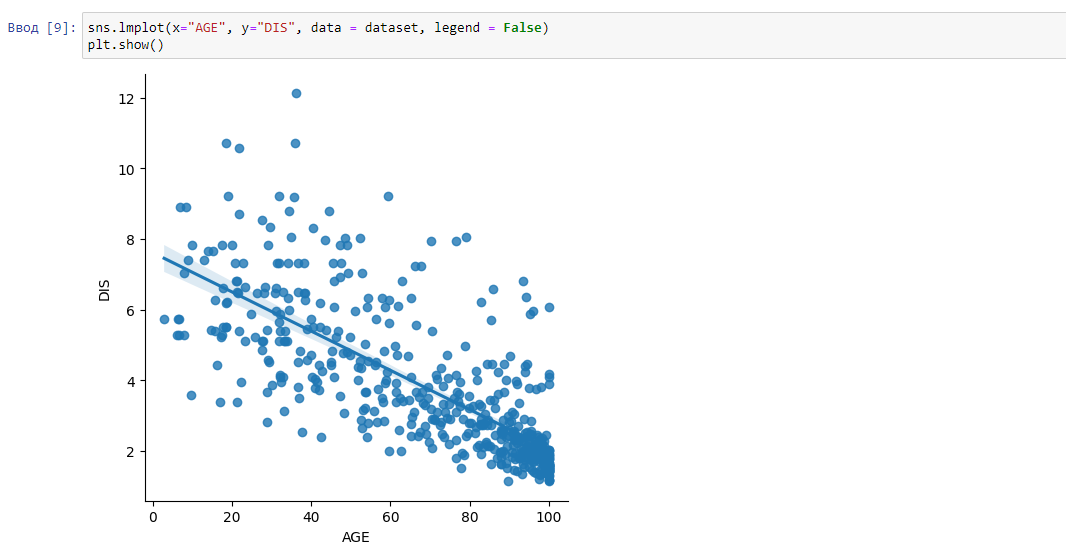 Ввод [9]: sns.lmplot(x="AGE", y="DIS", data = dataset, legend = False)
plt.show()
12
10
8
6
4
2
DIS
0 20 40 60 80 100
AGE